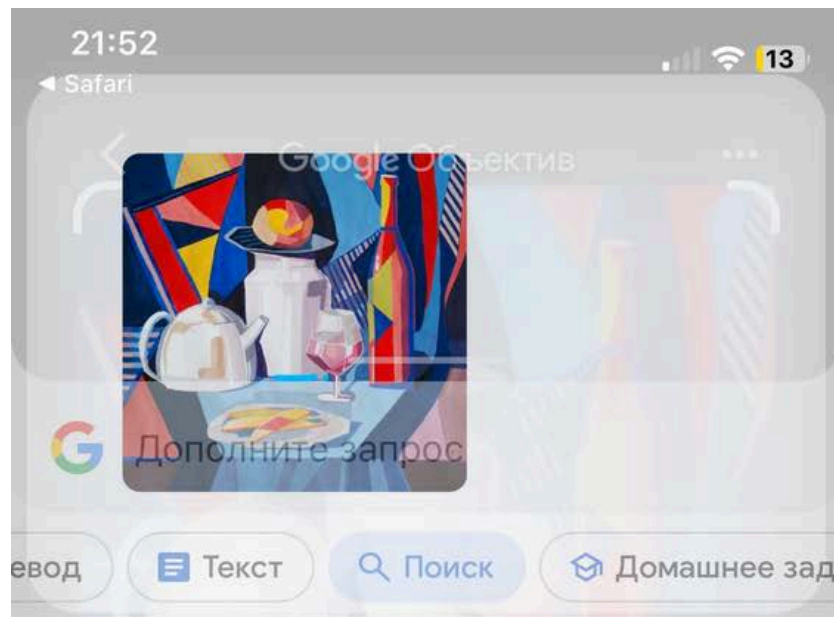 21:52
13
◀ Safari
Google Объектив
Дополните запрос
евод
Текст
Поиск
Домашнее зад